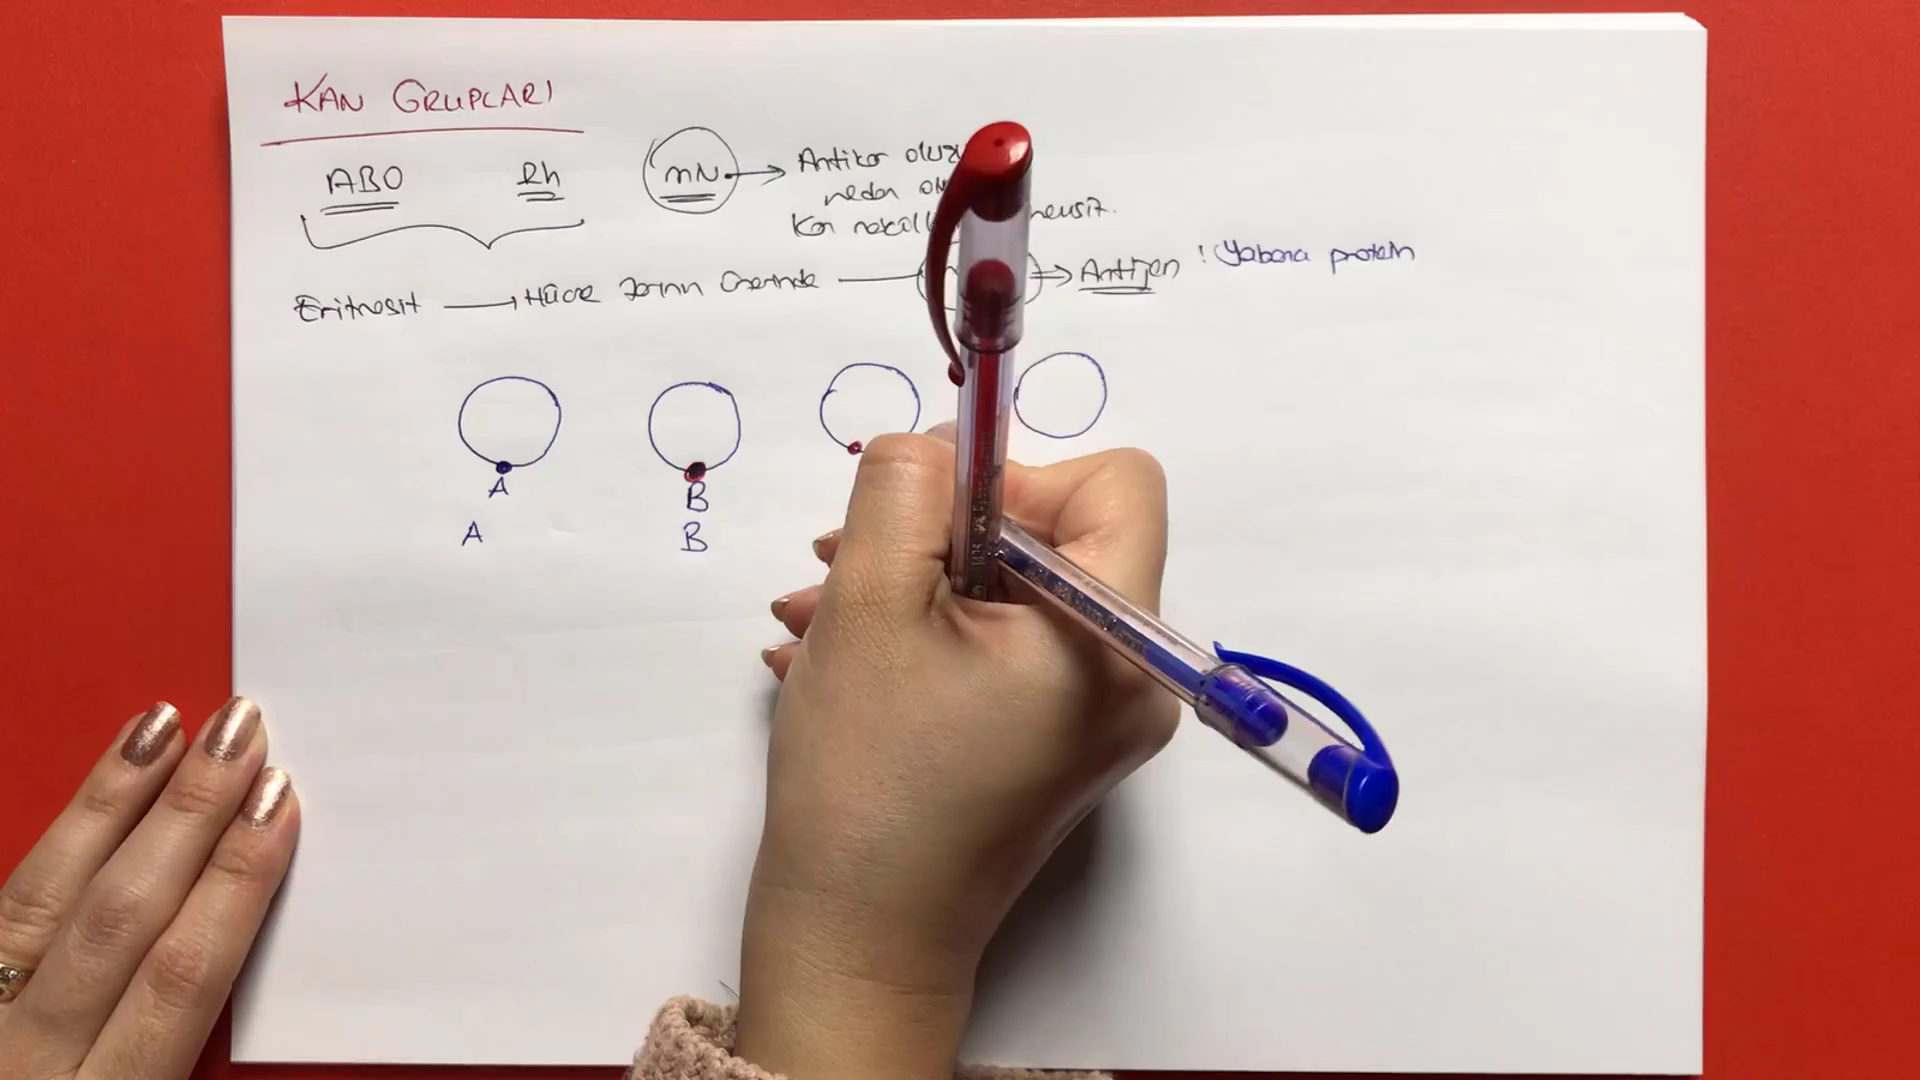 KAN GRUPLARI
ABO Rh MN Antikor
neden
Kan
Eritrosit Hücre Zarının Üzerinde Antijen : Yabancı protein
A B
A B